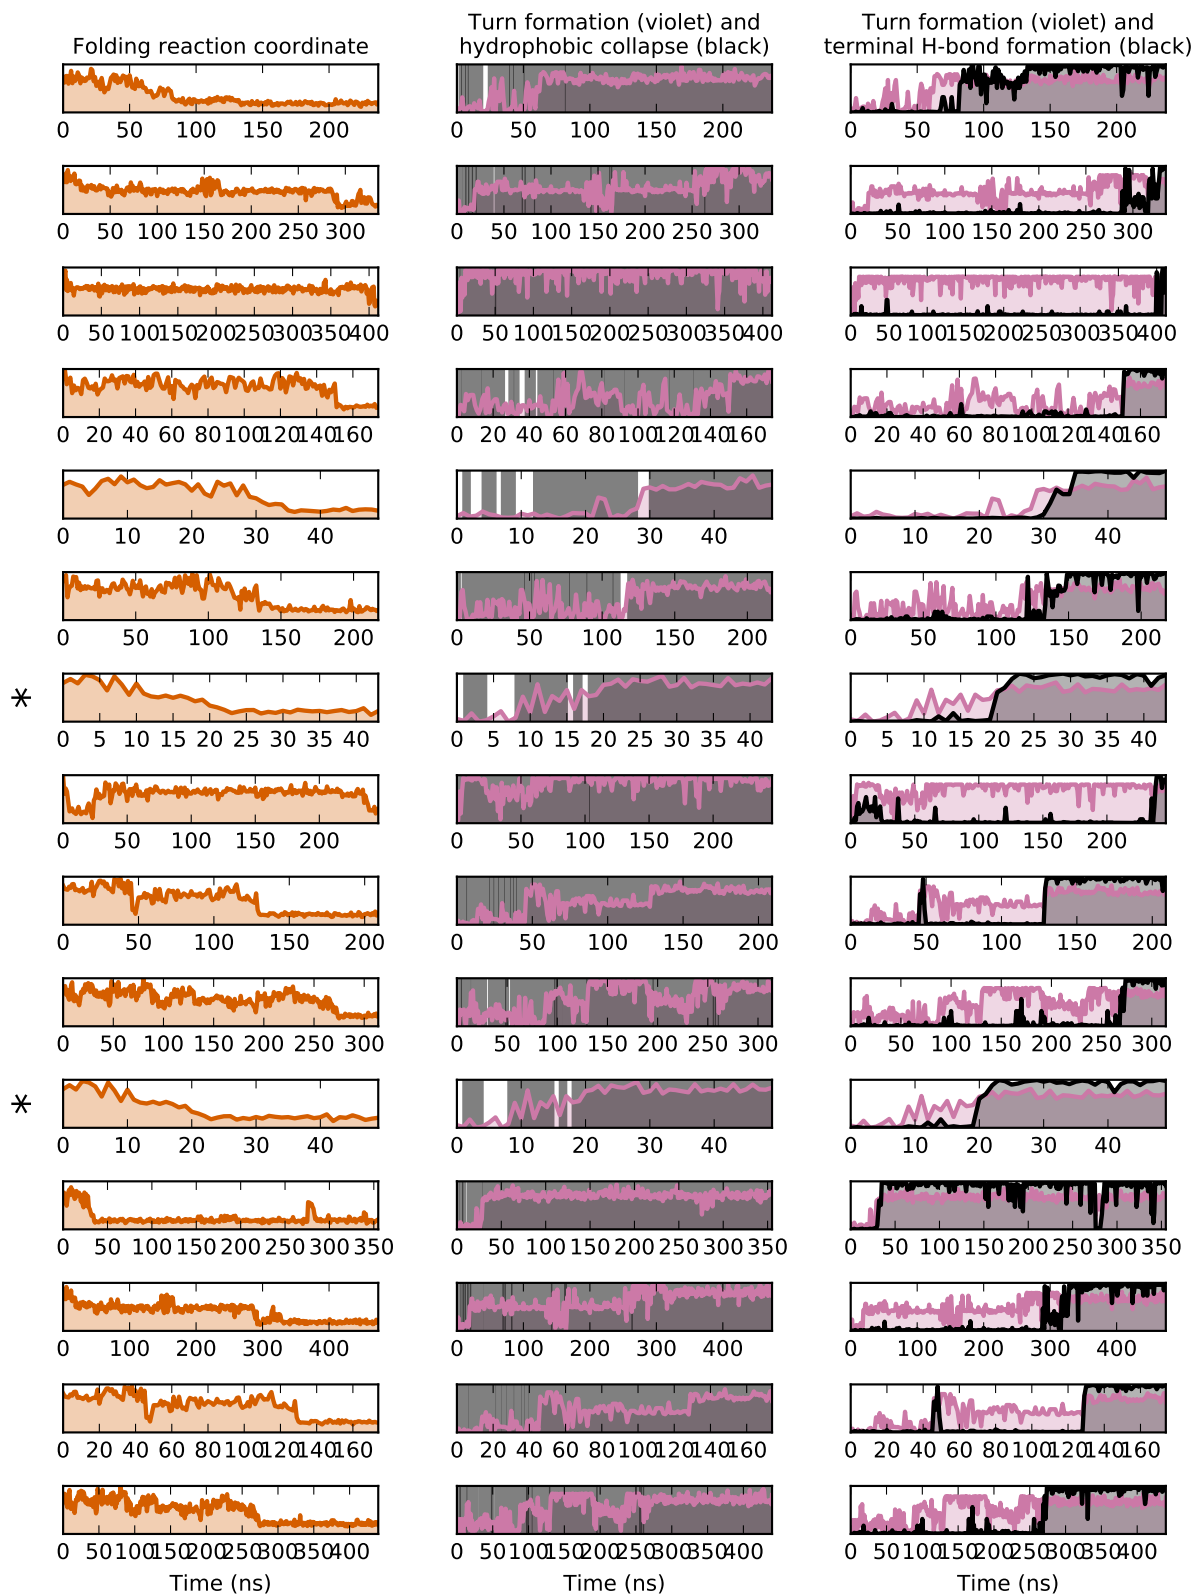 Folding reaction coordinate
Turn formation (violet) and
hydrophobic collapse (black)
Turn formation (violet) and
terminal H-bond formation (black)
0 50 100 150 200
0 50 100 150 200
0 50 100 150 200
0 50 100 150 200 250 300
0 50 100 150 200 250 300
0 50 100 150 200 250 300
0 50 100 150 200 250 300 350 400
0 50 100 150 200 250 300 350 400
0 50 100 150 200 250 300 350 400
0 20 40 60 80 100 120 140 160
0 20 40 60 80 100 120 140 160
0 20 40 60 80 100 120 140 160
0 10 20 30 40
0 10 20 30 40
0 10 20 30 40
0 50 100 150 200
0 50 100 150 200
0 50 100 150 200
*
0 5 10 15 20 25 30 35 40
0 5 10 15 20 25 30 35 40
0 5 10 15 20 25 30 35 40
0 50 100 150 200
0 50 100 150 200
0 50 100 150 200
0 50 100 150 200
0 50 100 150 200
0 50 100 150 200
0 50 100 150 200 250 300
0 50 100 150 200 250 300
0 50 100 150 200 250 300
*
0 10 20 30 40
0 10 20 30 40
0 10 20 30 40
0 50 100 150 200 250 300 350
0 50 100 150 200 250 300 350
0 50 100 150 200 250 300 350
0 100 200 300 400
0 100 200 300 400
0 100 200 300 400
0 20 40 60 80 100 120 140 160
0 20 40 60 80 100 120 140 160
0 20 40 60 80 100 120 140 160
0 50 100 150 200 250 300 350 400
0 50 100 150 200 250 300 350 400
0 50 100 150 200 250 300 350 400
Time (ns)
Time (ns)
Time (ns)